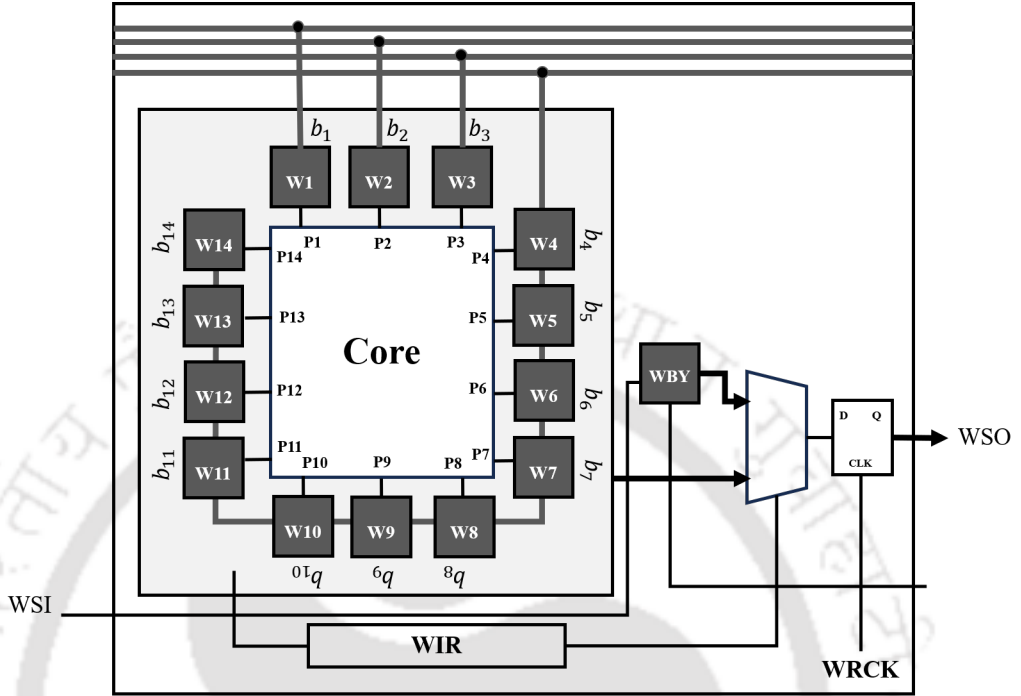 b1 b2 b3
W1 W2 W3
b14 W14 P14 P1 P2 P3 P4 W4 b4
b13 W13 P13 P5 W5 b5
Core
b12 W12 P12 P6 W6 b6
b11 W11 P11 P10 P9 P8 P7 W7 b7
W10 W9 W8
b10 b9 b8
WBY
D Q
CLK
WSO
WSI
WIR
WRCK